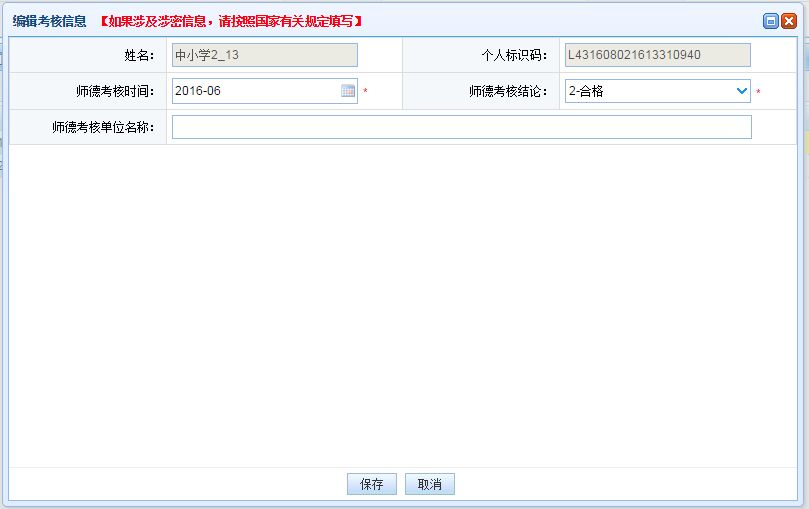 编辑考核信息 【如果涉及涉密信息，请按照国家有关规定填写】
姓名： 中小学2_13 个人标识码： L431608021613310940
师德考核时间： 2016-06 * 师德考核结论： 2-合格 *
师德考核单位名称：
保存 取消